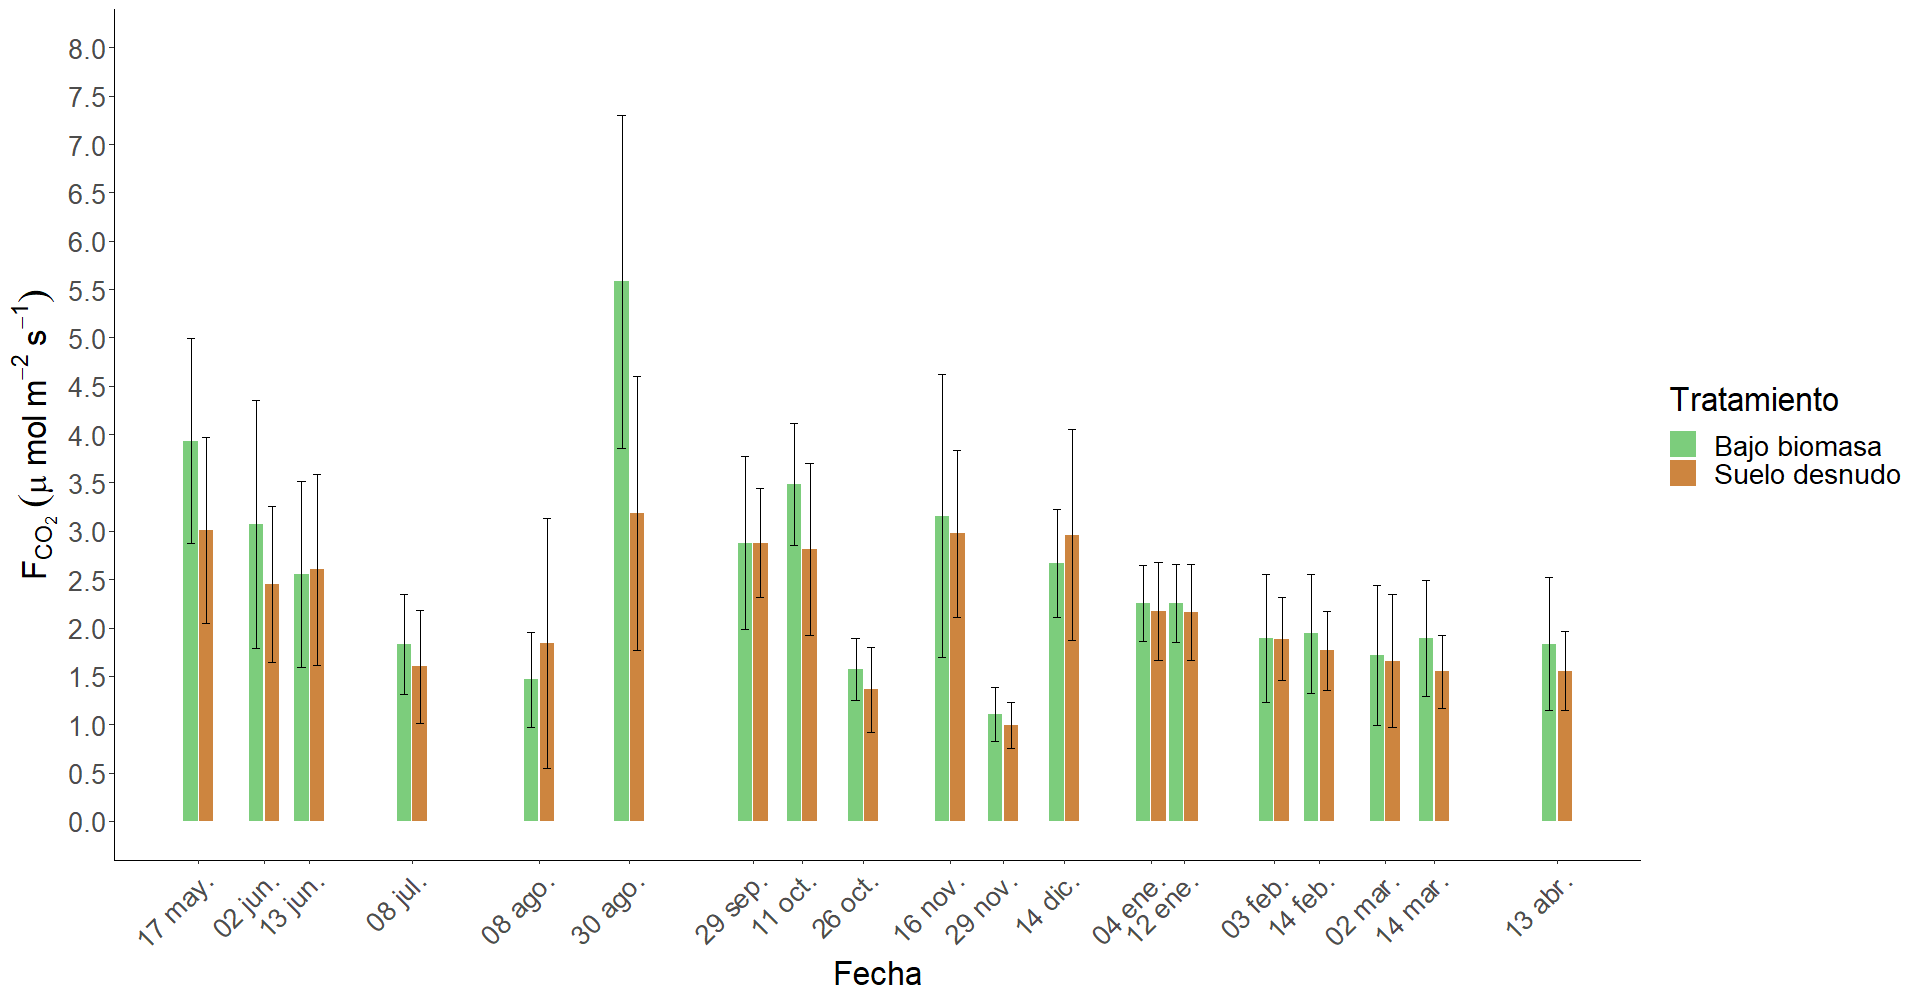 8.0
7.5
7.0
6.5
6.0
5.5
5.0
4.5
4.0
3.5
3.0
2.5
2.0
1.5
1.0
0.5
0.0
F_CO₂ (μ mol m⁻² s⁻¹)
17 may.
02 jun.
13 jun.
08 jul.
08 ago.
30 ago.
29 sep.
11 oct.
26 oct.
16 nov.
29 nov.
14 dic.
04 ene.
12 ene.
03 feb.
14 feb.
02 mar.
14 mar.
13 abr.
Fecha
Tratamiento
Bajo biomasa
Suelo desnudo